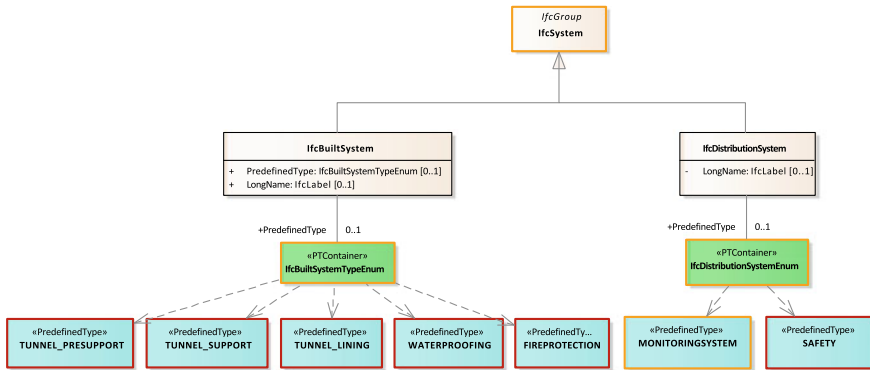 IfcGroup
IfcSystem
IfcBuiltSystem
+ PredefinedType: IfcBuiltSystemTypeEnum [0..1]
+ LongName: IfcLabel [0..1]
IfcDistributionSystem
- LongName: IfcLabel [0..1]
+PredefinedType 0..1
+PredefinedType 0..1
«PTContainer»
IfcBuiltSystemTypeEnum
«PTContainer»
IfcDistributionSystemEnum
«PredefinedType»
TUNNEL_PRESUPPORT
«PredefinedType»
TUNNEL_SUPPORT
«PredefinedType»
TUNNEL_LINING
«PredefinedType»
WATERPROOFING
«PredefinedTy...
FIREPROTECTION
«PredefinedType»
MONITORINGSYSTEM
«PredefinedType»
SAFETY